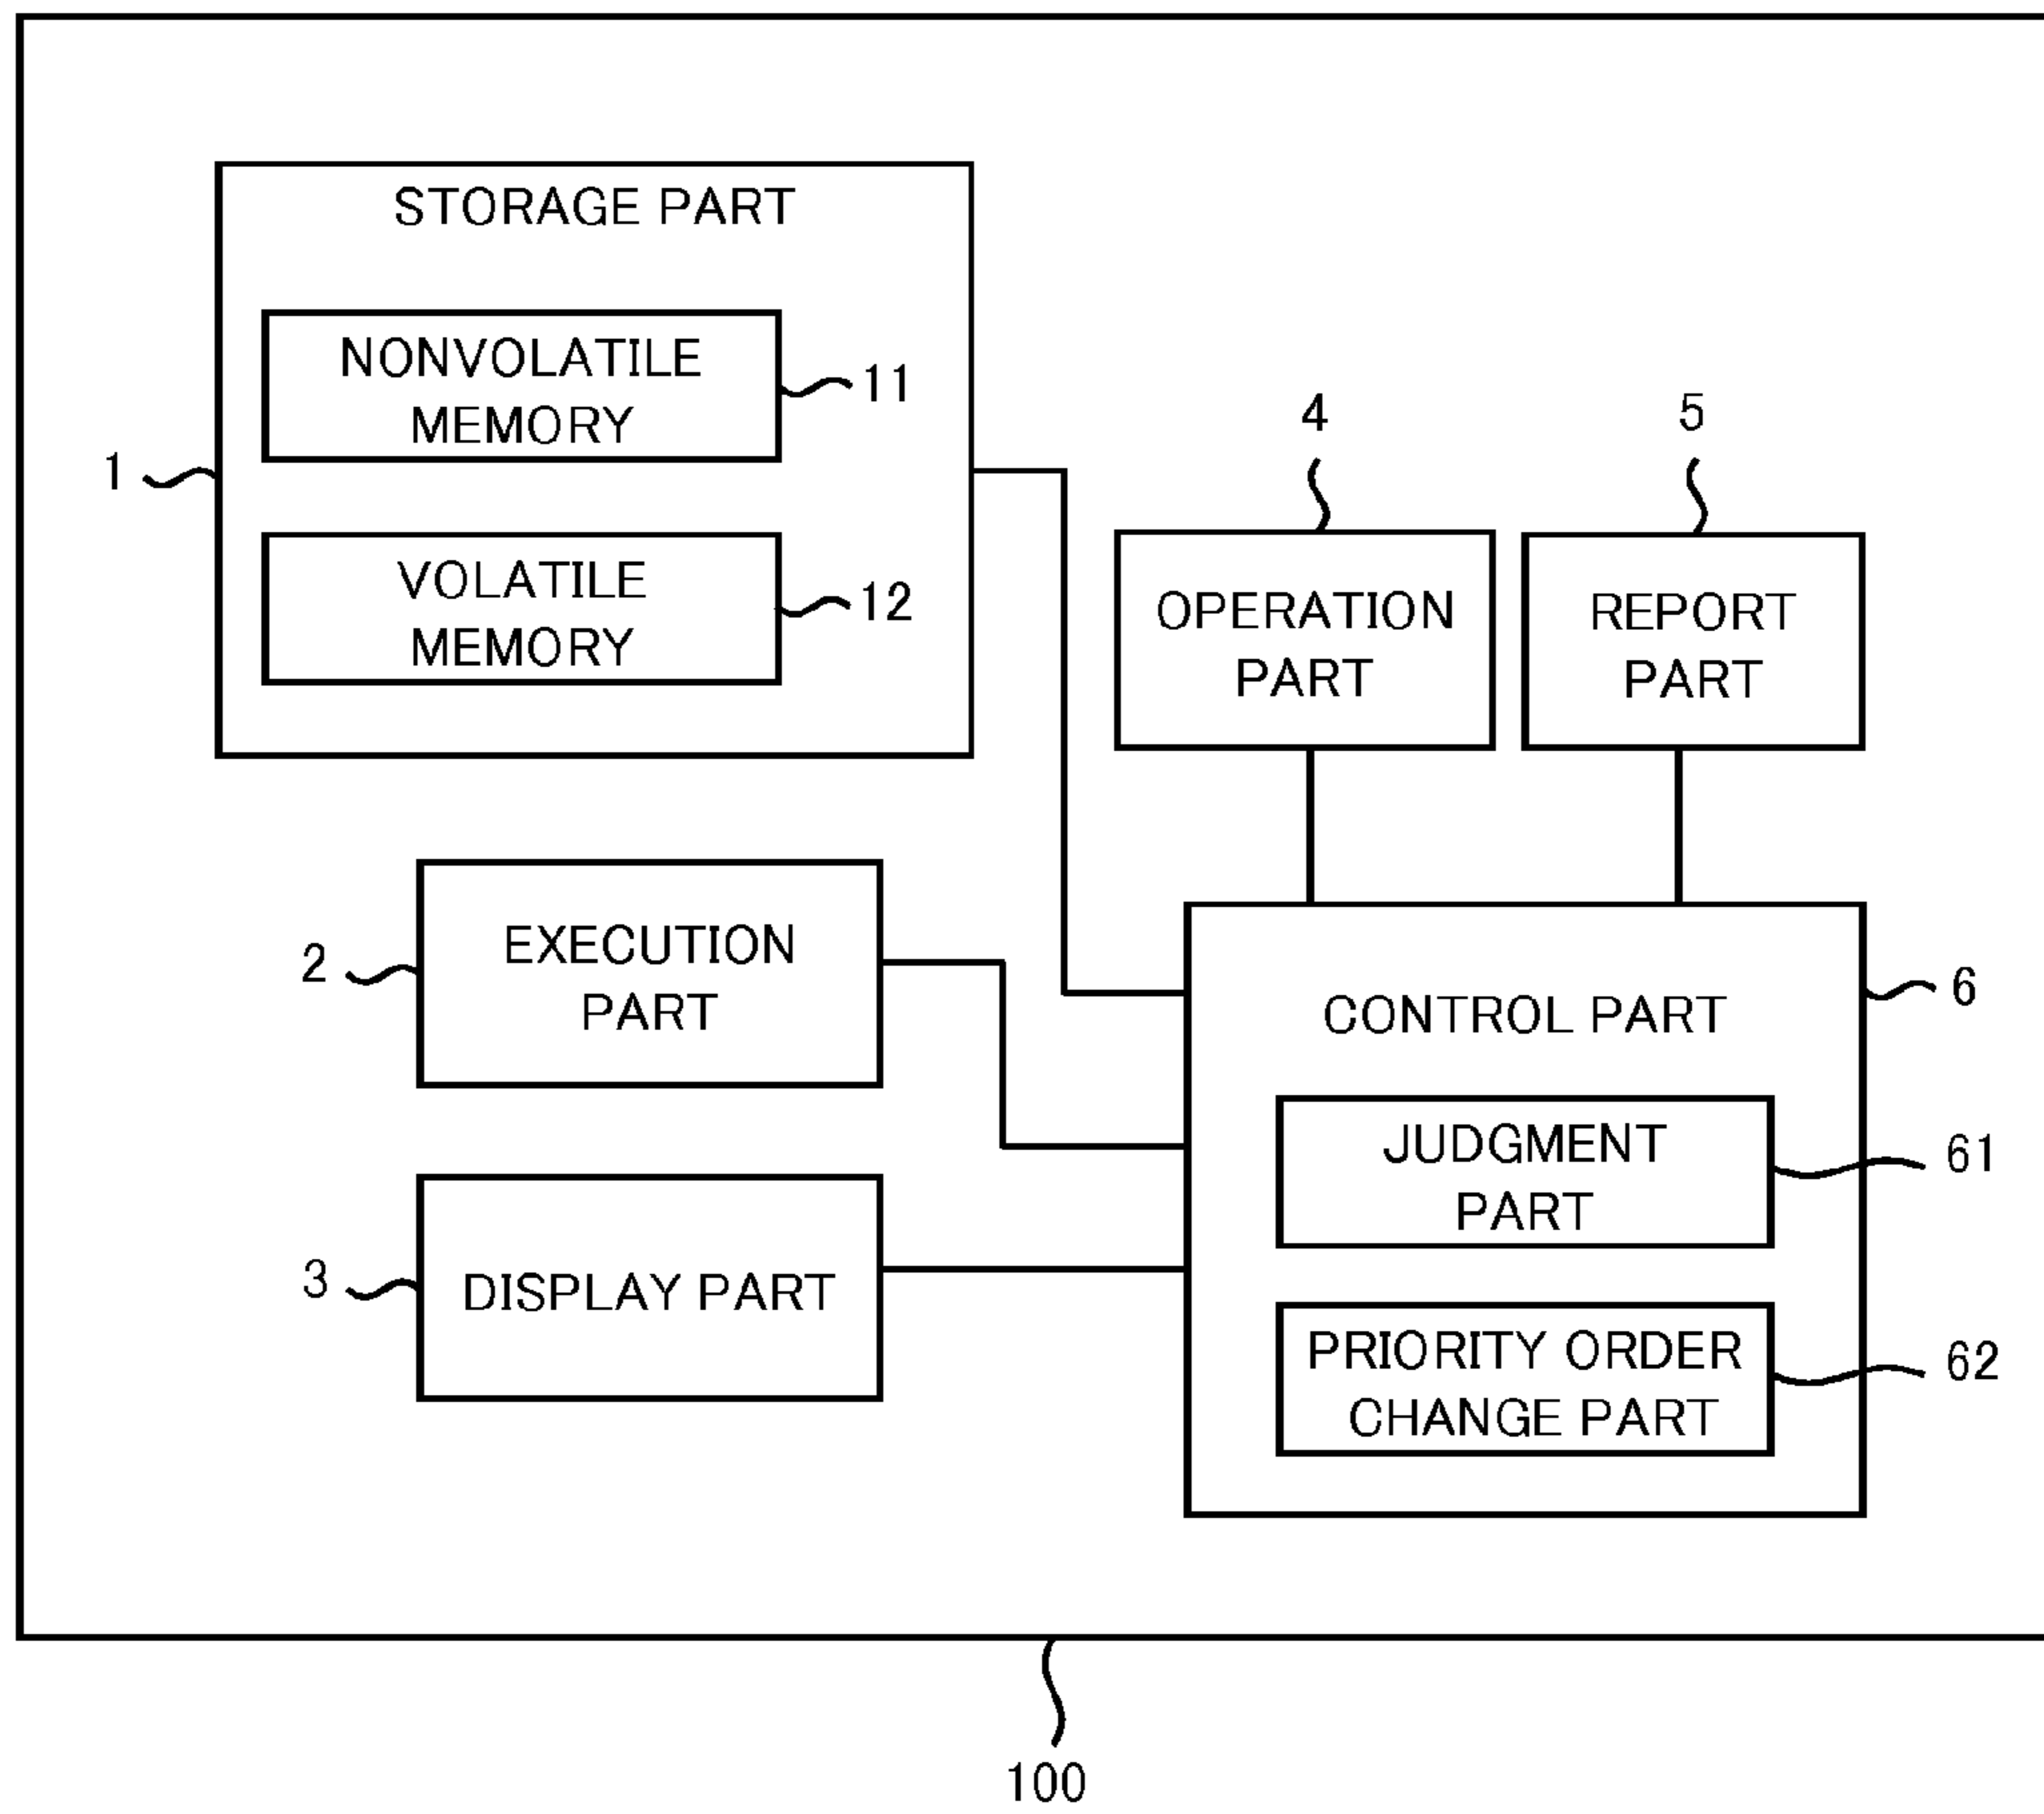 STORAGE PART
NONVOLATILE
MEMORY
11
1
VOLATILE
MEMORY
12
4
5
OPERATION
PART
REPORT
PART
2
EXECUTION
PART
CONTROL PART
6
JUDGMENT
PART
61
3
DISPLAY PART
PRIORITY ORDER
CHANGE PART
62
100